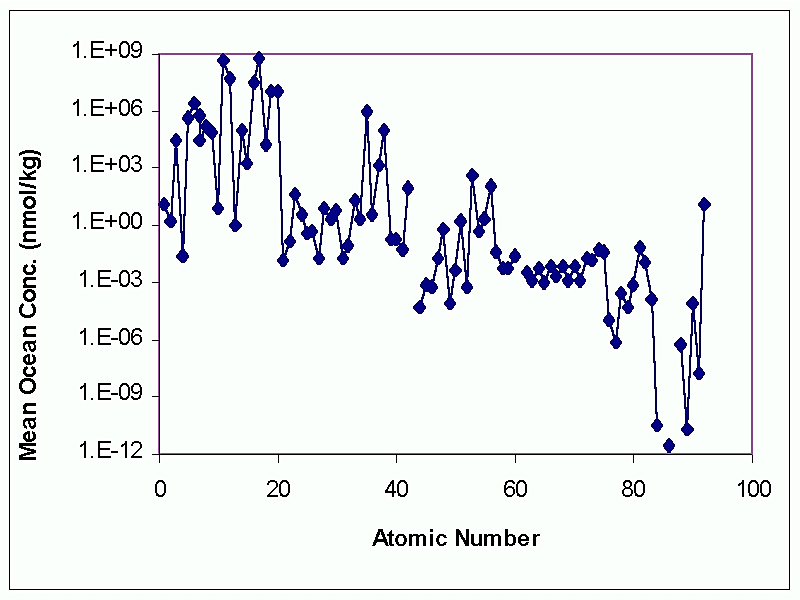 1.E+09
1.E+06
1.E+03
1.E+00
1.E-03
1.E-06
1.E-09
1.E-12
Mean Ocean Conc. (nmol/kg)
0 20 40 60 80 100
Atomic Number